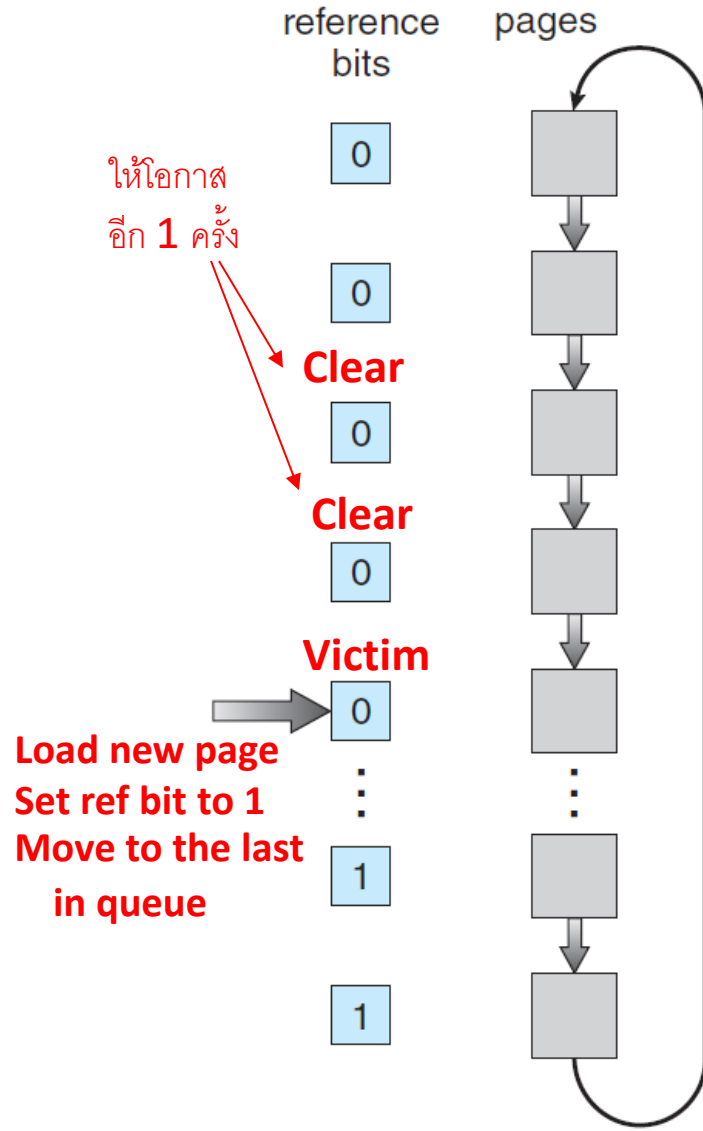 reference
bits
pages
0
ให้โอกาส
อีก 1 ครั้ง
0
Clear
0
Clear
0
Victim
0
Load new page
Set ref bit to 1
Move to the last
in queue
1
1